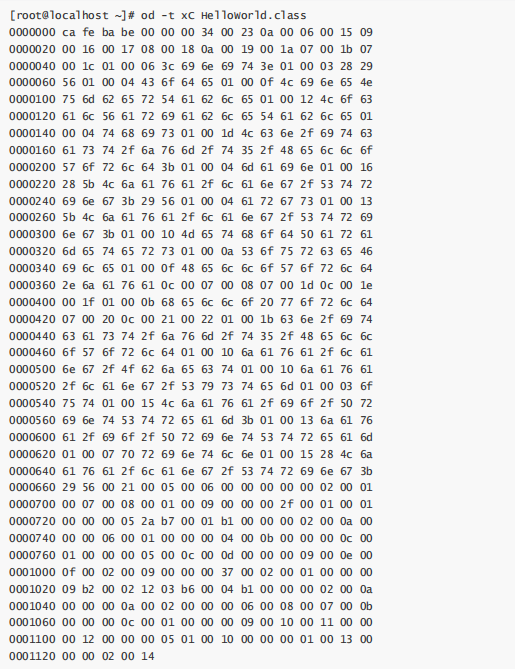 [root@localhost ~]# od -t xC HelloWorld.class
0000000 ca fe ba be 00 00 00 34 00 23 0a 00 06 00 15 09
0000020 00 16 00 17 08 00 18 0a 00 19 00 1a 07 00 1b 07
0000040 00 1c 01 00 06 3c 69 6e 69 74 3e 01 00 03 28 29
0000060 56 01 00 04 43 6f 64 65 01 00 0f 4c 69 6e 65 4e
0000100 75 6d 62 65 72 54 61 62 6c 65 01 00 12 4c 6f 63
0000120 61 6c 56 61 72 69 61 62 6c 65 54 61 62 6c 65 01
0000140 00 04 74 68 69 73 01 00 1d 4c 63 6e 2f 69 74 63
0000160 61 73 74 2f 6a 76 6d 2f 74 35 2f 48 65 6c 6c 6f
0000200 57 6f 72 6c 64 3b 01 00 04 6d 61 69 6e 01 00 16
0000220 28 5b 4c 6a 61 76 61 2f 6c 61 6e 67 2f 53 74 72
0000240 69 6e 67 3b 29 56 01 00 04 61 72 67 73 01 00 13
0000260 5b 4c 6a 61 76 61 2f 6c 61 6e 67 2f 53 74 72 69
0000300 6e 67 3b 01 00 10 4d 65 74 68 6f 64 50 61 72 61
0000320 6d 65 74 65 72 73 01 00 0a 53 6f 75 72 63 65 46
0000340 69 6c 65 01 00 0f 48 65 6c 6c 6f 57 6f 72 6c 64
0000360 2e 6a 61 76 61 0c 00 07 00 08 07 00 1d 0c 00 1e
0000400 00 1f 01 00 0b 68 65 6c 6c 6f 20 77 6f 72 6c 64
0000420 07 00 20 0c 00 21 00 22 01 00 1b 63 6e 2f 69 74
0000440 63 61 73 74 2f 6a 76 6d 2f 74 35 2f 48 65 6c 6c
0000460 6f 57 6f 72 6c 64 01 00 10 6a 61 76 61 2f 6c 61
0000500 6e 67 2f 4f 62 6a 65 63 74 01 00 10 6a 61 76 61
0000520 2f 6c 61 6e 67 2f 53 79 73 74 65 6d 01 00 03 6f
0000540 75 74 01 00 15 4c 6a 61 76 61 2f 69 6f 2f 50 72
0000560 69 6e 74 53 74 72 65 61 6d 3b 01 00 13 6a 61 76
0000600 61 2f 69 6f 2f 50 72 69 6e 74 53 74 72 65 61 6d
0000620 01 00 07 70 72 69 6e 74 6c 6e 01 00 15 28 4c 6a
0000640 61 76 61 2f 6c 61 6e 67 2f 53 74 72 69 6e 67 3b
0000660 29 56 00 21 00 05 00 06 00 00 00 00 00 02 00 01
0000700 00 07 00 08 00 01 00 09 00 00 00 2f 00 01 00 01
0000720 00 00 00 05 2a b7 00 01 b1 00 00 00 02 00 0a 00
0000740 00 00 06 00 01 00 00 00 04 00 0b 00 00 00 0c 00
0000760 01 00 00 00 05 00 0c 00 0d 00 00 00 09 00 0e 00
0001000 0f 00 02 00 09 00 00 00 37 00 02 00 01 00 00 00
0001020 09 b2 00 02 12 03 b6 00 04 b1 00 00 00 02 00 0a
0001040 00 00 00 0a 00 02 00 00 00 06 00 08 00 07 00 0b
0001060 00 00 00 0c 00 01 00 00 00 09 00 10 00 11 00 00
0001100 00 12 00 00 00 05 01 00 10 00 00 00 01 00 13 00
0001120 00 00 02 00 14